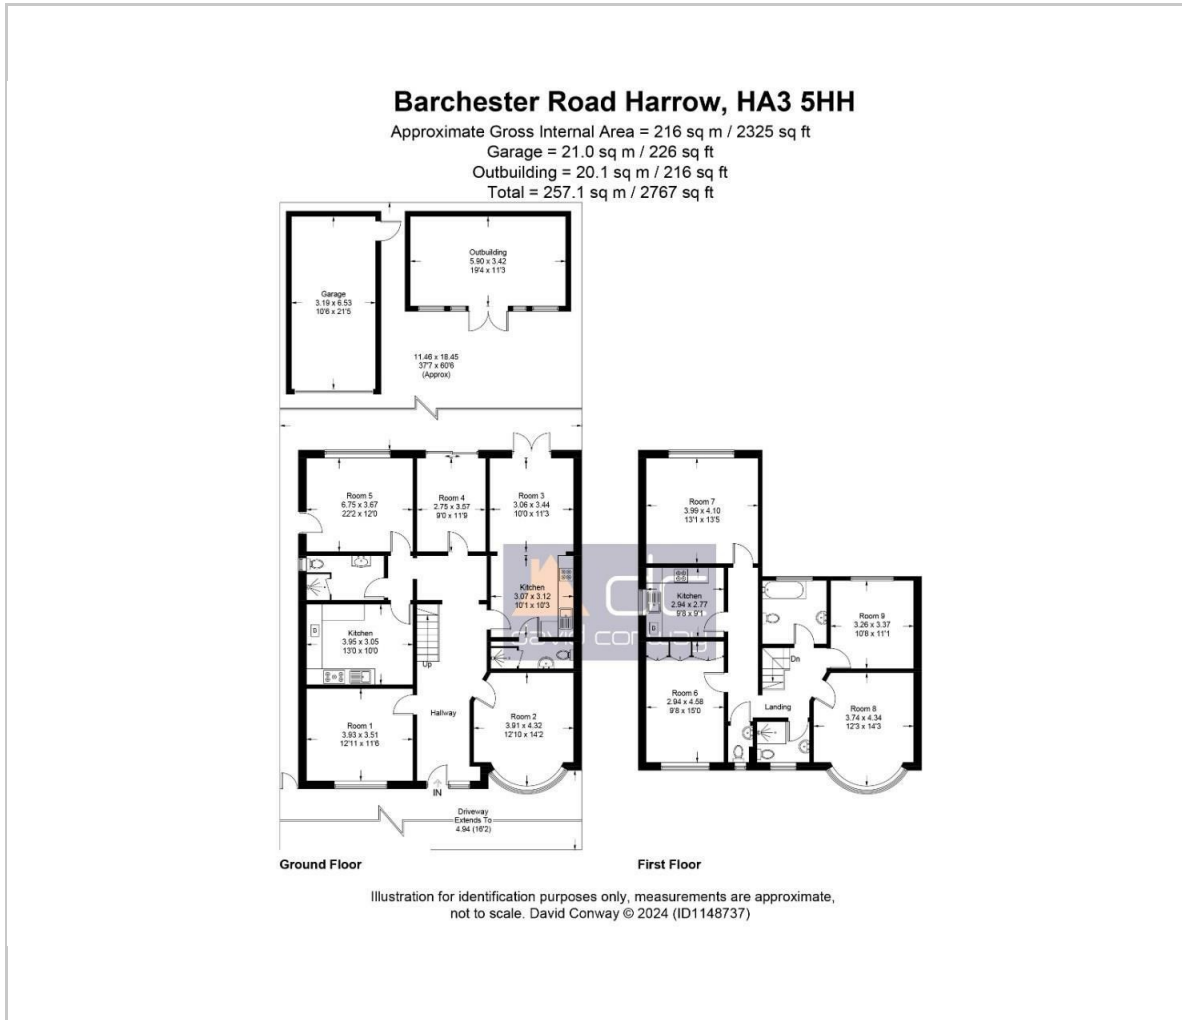 Barchester Road Harrow, HA3 5HH
Approximate Gross Internal Area = 216 sq m / 2325 sq ft
Garage = 21.0 sq m / 226 sq ft
Outbuilding = 20.1 sq m / 216 sq ft
Total = 257.1 sq m / 2767 sq ft
Outbuilding
5.90 x 3.42
19'4 x 11'3
Garage
3.19 x 6.53
10'6 x 21'5
11.46 x 18.45
37'7 x 60'6
(Approx)
Room 5
6.75 x 3.67
22'2 x 12'0
Room 4
2.75 x 3.57
9'0 x 11'9
Room 3
3.06 x 3.44
10'0 x 11'3
Kitchen
3.07 x 3.12
10'1 x 10'3
Kitchen
3.95 x 3.05
13'0 x 10'0
Up
Room 1
3.93 x 3.51
12'11 x 11'6
Hallway
Room 2
3.91 x 4.32
12'10 x 14'2
IN
Driveway
Extends To
4.94 (16'2)
Ground Floor
Room 7
3.99 x 4.10
13'1 x 13'5
Kitchen
2.94 x 2.77
9'8 x 9'1
Room 9
3.26 x 3.37
10'8 x 11'1
Dn
Room 6
2.94 x 4.58
9'8 x 15'0
Landing
Room 8
3.74 x 4.34
12'3 x 14'3
First Floor
dc
david conway
Illustration for identification purposes only, measurements are approximate,
not to scale. David Conway © 2024 (ID1148737)